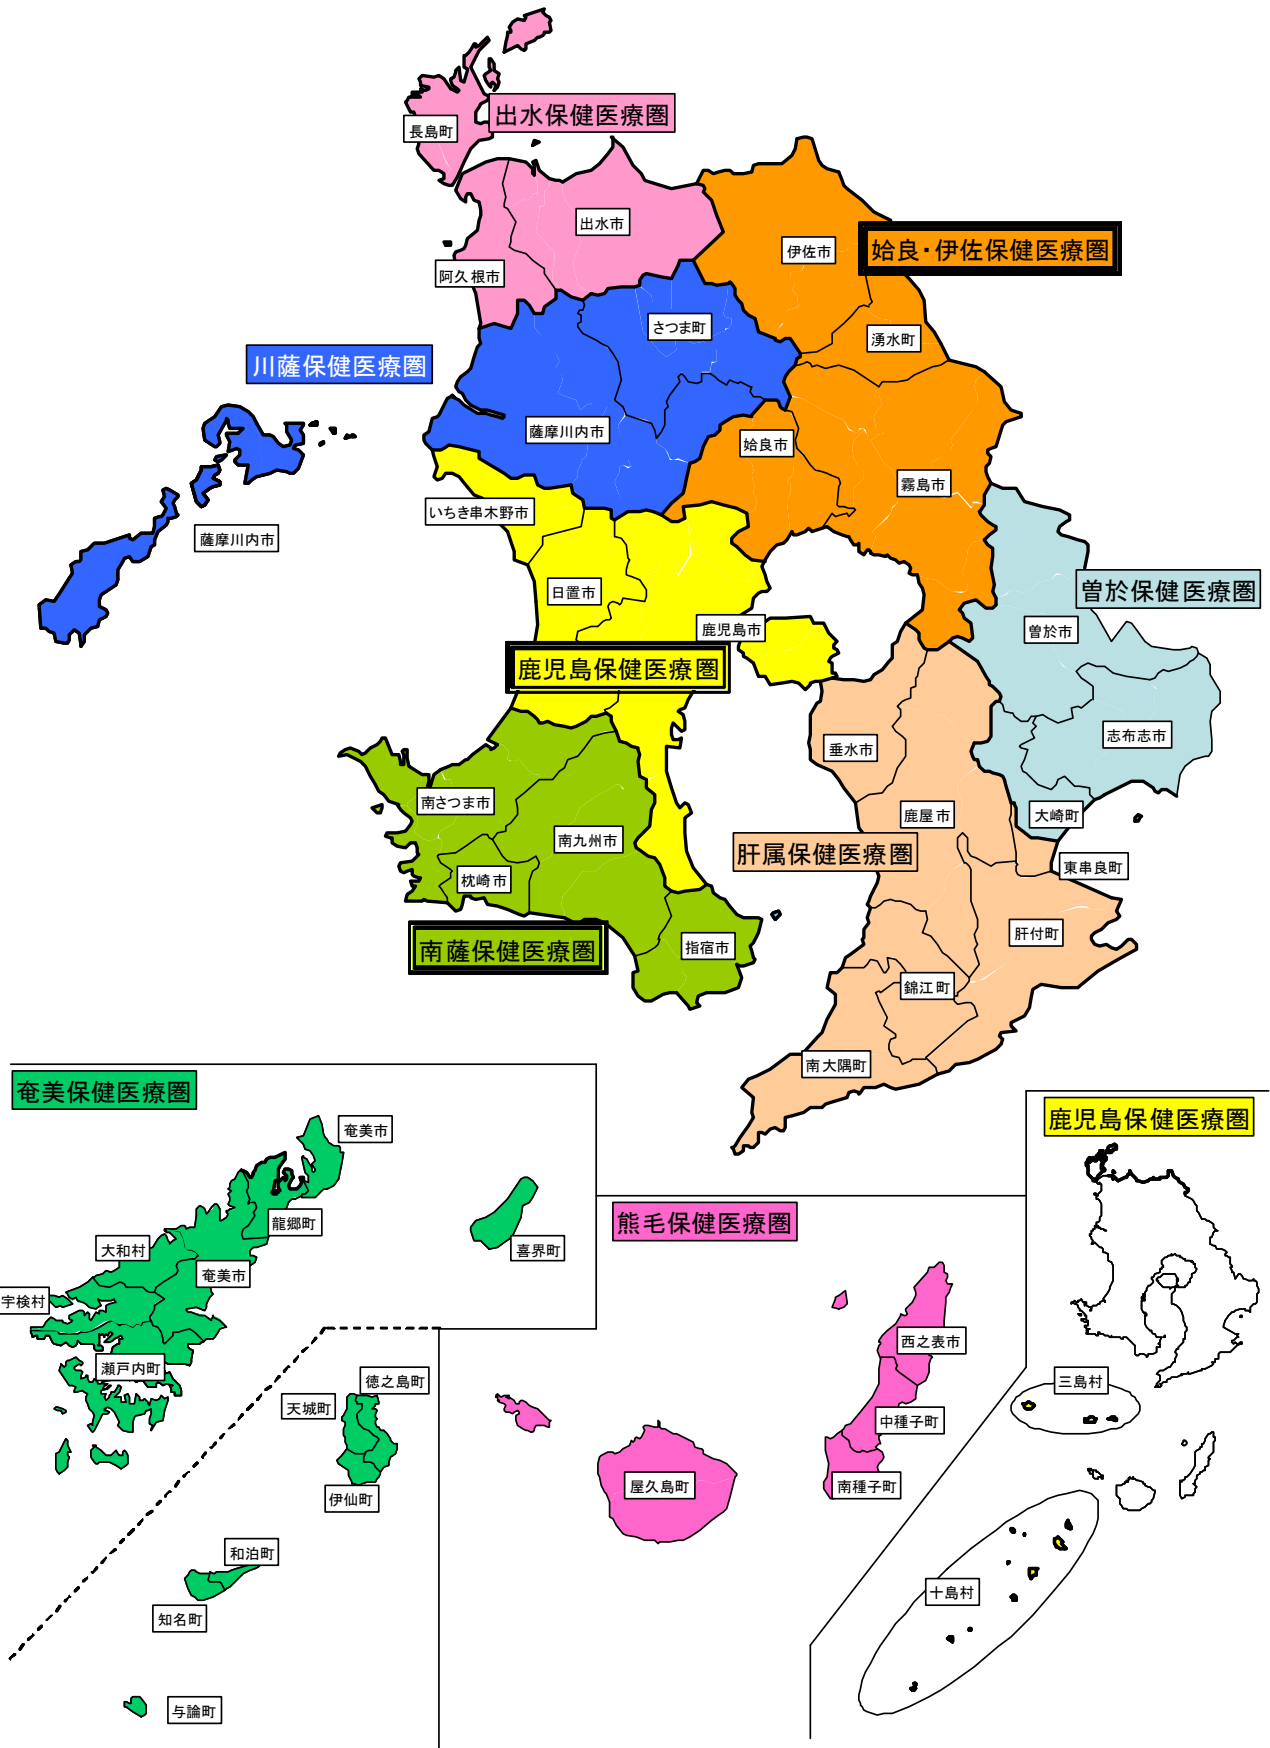 出水保健医療圏
長島町
出水市
阿久根市
伊佐市
始良・伊佐保健医療圏
湧水町
さつま町
川薩保健医療圏
薩摩川内市
始良市
霧島市
いちき串木野市
薩摩川内市
日置市
鹿児島市
曽於保健医療圏
曽於市
鹿児島保健医療圏
志布志市
垂水市
南さつま市
鹿屋市
大崎町
南九州市
肝属保健医療圏
東串良町
枕崎市
南薩保健医療圏
指宿市
肝付町
錦江町
南大隅町
奄美保健医療圏
奄美市
龍郷町
大和村
奄美市
喜界町
宇検村
瀬戸内町
徳之島町
天城町
伊仙町
和泊町
知名町
与論町
熊毛保健医療圏
西之表市
中種子町
屋久島町
南種子町
鹿児島保健医療圏
三島村
十島村